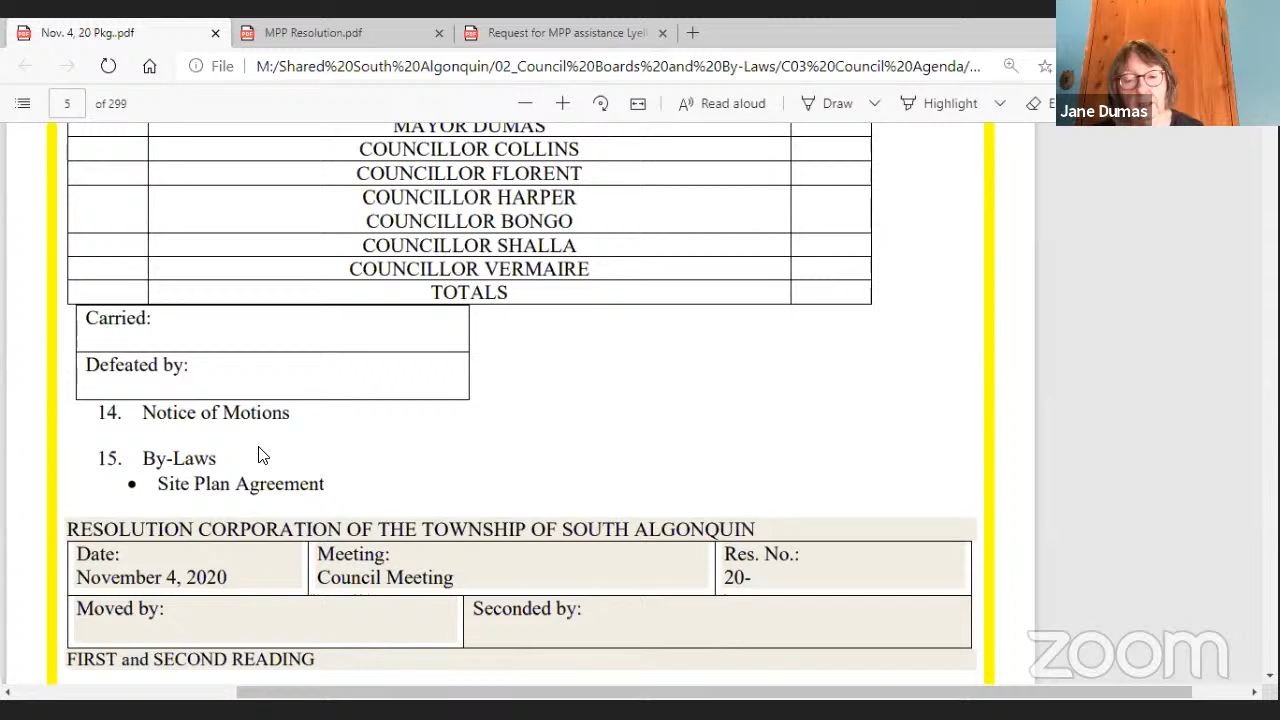 Nov. 4, 20 Pkg..pdf
MPP Resolution.pdf
Request for MPP assistance Lyell
File
M:/Shared%20South%20Algonquin/02_Council%20Boards%20and%20By-Laws/C03%20Council%20Agenda/...
5 of 299
Read aloud
Draw
Highlight
Jane Dumas
MAYOR DUMAS
COUNCILLOR COLLINS
COUNCILLOR FLORENT
COUNCILLOR HARPER
COUNCILLOR BONGO
COUNCILLOR SHALLA
COUNCILLOR VERMAIRE
TOTALS
Carried:
Defeated by:
14. Notice of Motions
15. By-Laws
• Site Plan Agreement
RESOLUTION CORPORATION OF THE TOWNSHIP OF SOUTH ALGONQUIN
Date: Meeting: Res. No.:
November 4, 2020 Council Meeting 20-
Moved by: Seconded by:
FIRST and SECOND READING
zoom